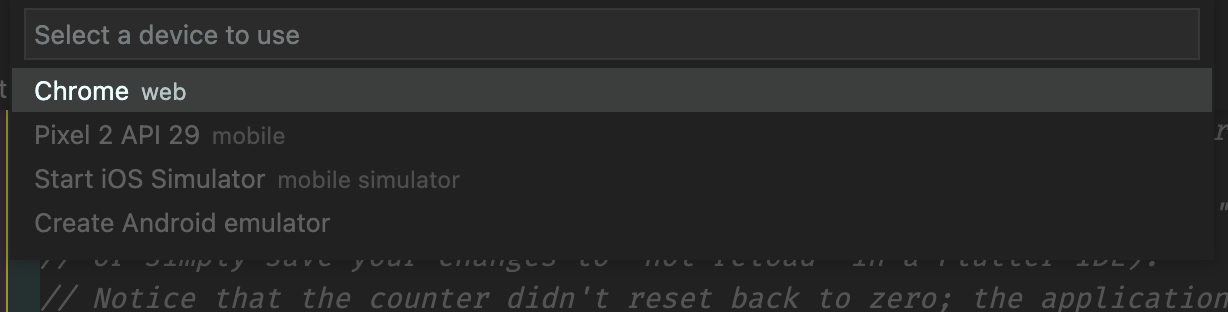 Select a device to use
Chrome web
Pixel 2 API 29 mobile
Start iOS Simulator mobile simulator
Create Android emulator
// or simply save your changes to "hot reload" in a Flutter IDE).
// Notice that the counter didn't reset back to zero; the application